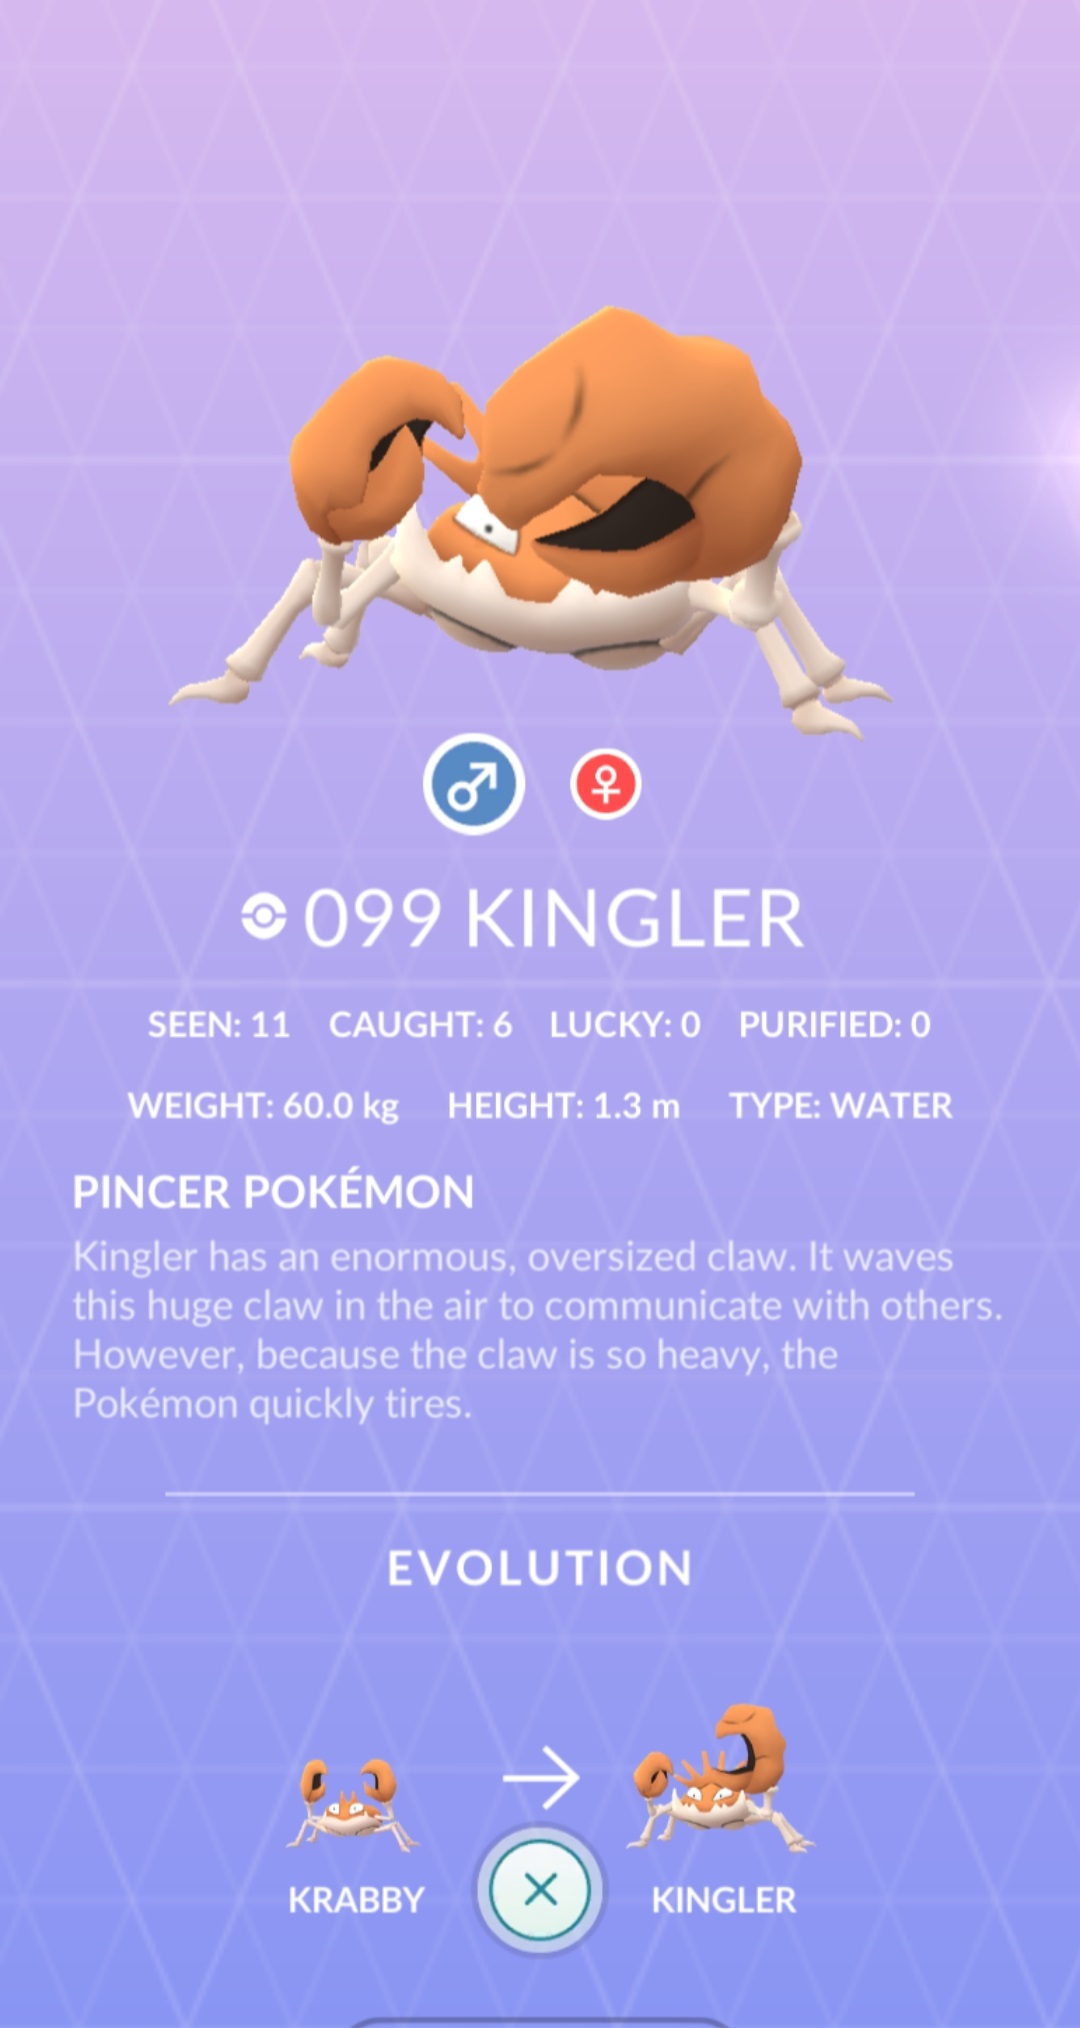 099 KINGLER
SEEN: 11 CAUGHT: 6 LUCKY: 0 PURIFIED: 0
WEIGHT: 60.0 kg HEIGHT: 1.3 m TYPE: WATER
PINCER POKÉMON
Kingler has an enormous, oversized claw. It waves
this huge claw in the air to communicate with others.
However, because the claw is so heavy, the
Pokémon quickly tires.
EVOLUTION
KRABBY KINGLER